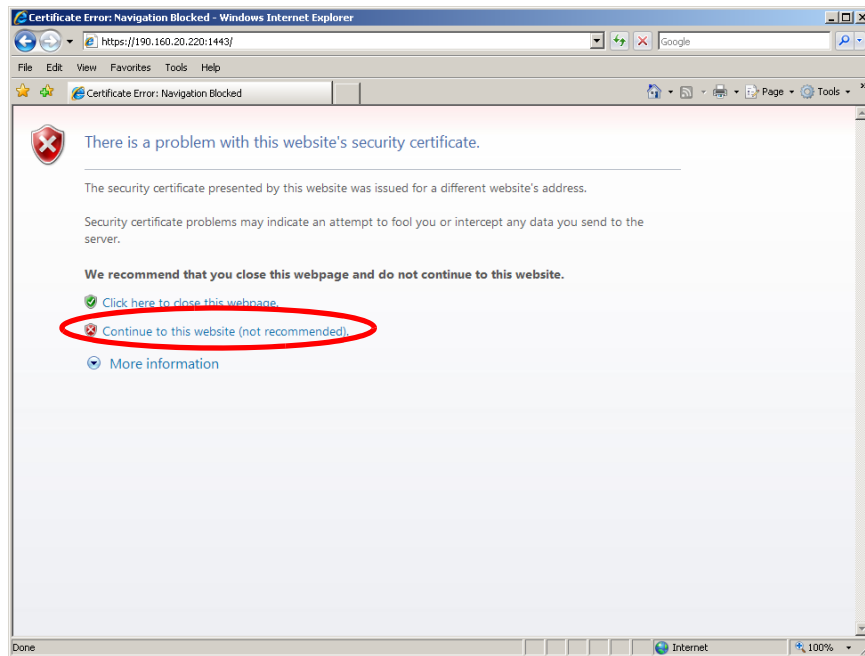 Certificate Error: Navigation Blocked - Windows Internet Explorer
https://190.160.20.220:1443/
Google
File Edit View Favorites Tools Help
Certificate Error: Navigation Blocked
Page Tools
There is a problem with this website's security certificate.
The security certificate presented by this website was issued for a different website's address.
Security certificate problems may indicate an attempt to fool you or intercept any data you send to the
server.
We recommend that you close this webpage and do not continue to this website.
Click here to close this webpage.
Continue to this website (not recommended).
More information
Done Internet 100%